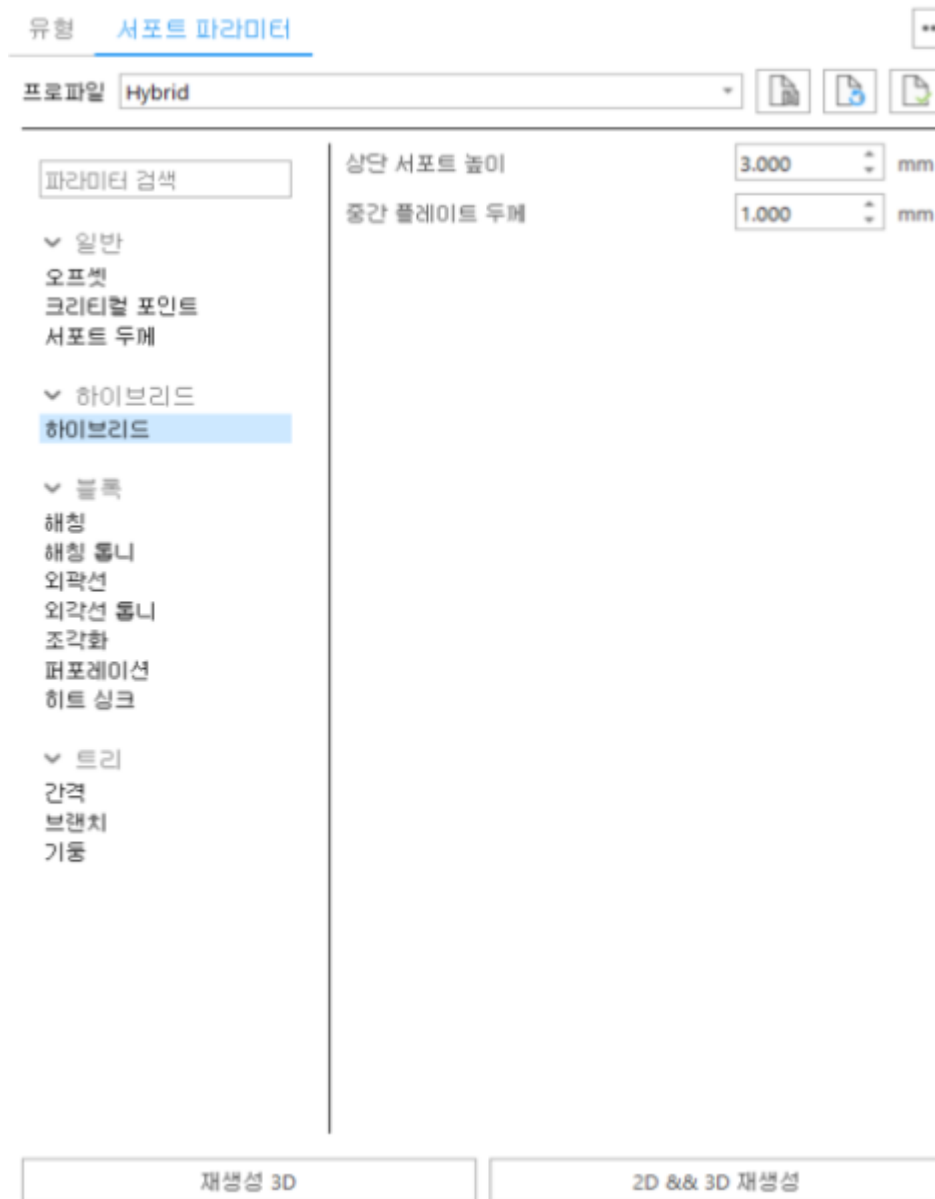 유형 서포트 파라미터
프로파일 Hybrid
파라미터 검색
일반
오프셋
크리티컬 포인트
서포트 두께
하이브리드
하이브리드
블록
해칭
해칭 톱니
외곽선
외각선 톱니
조각화
퍼포레이션
히트 싱크
트리
간격
브랜치
기둥
상단 서포트 높이 3.000 mm
중간 플레이트 두께 1.000 mm
재생성 3D
2D && 3D 재생성